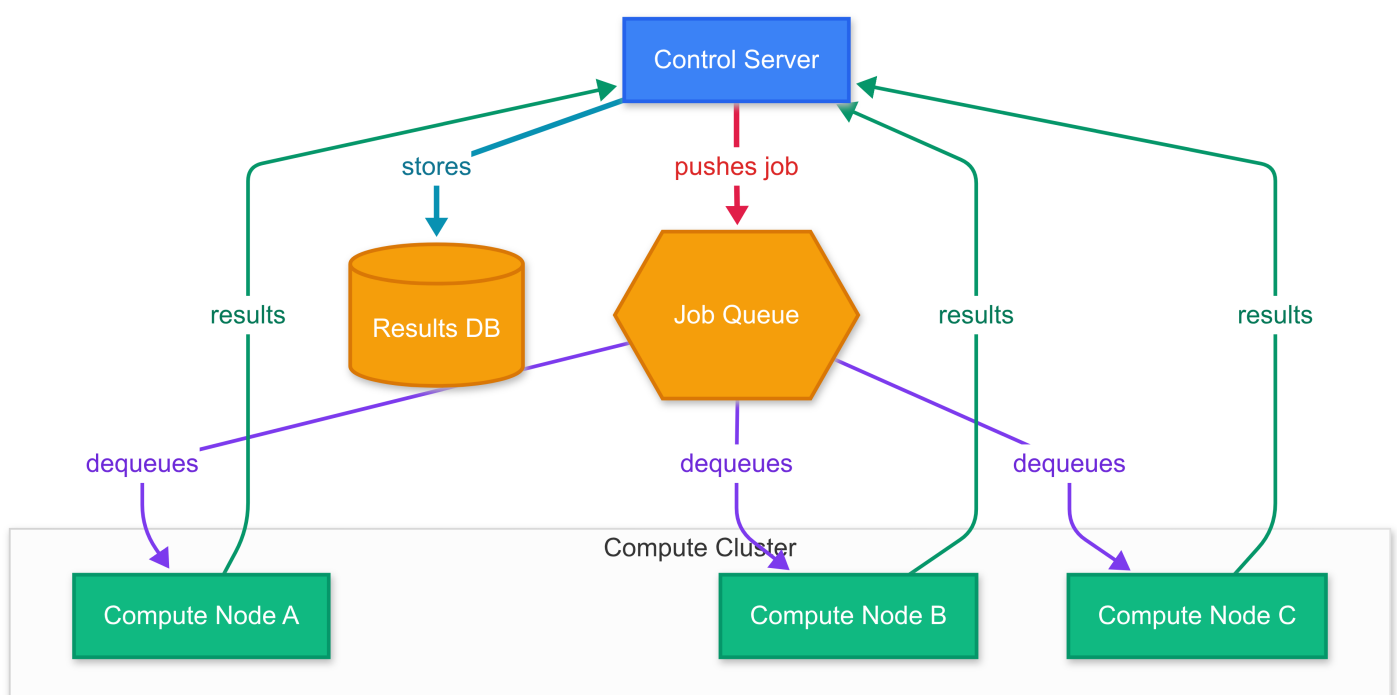 Control Server
stores
pushes job
results
Results DB
Job Queue
results
results
dequeues
dequeues
dequeues
Compute Cluster
Compute Node A
Compute Node B
Compute Node C